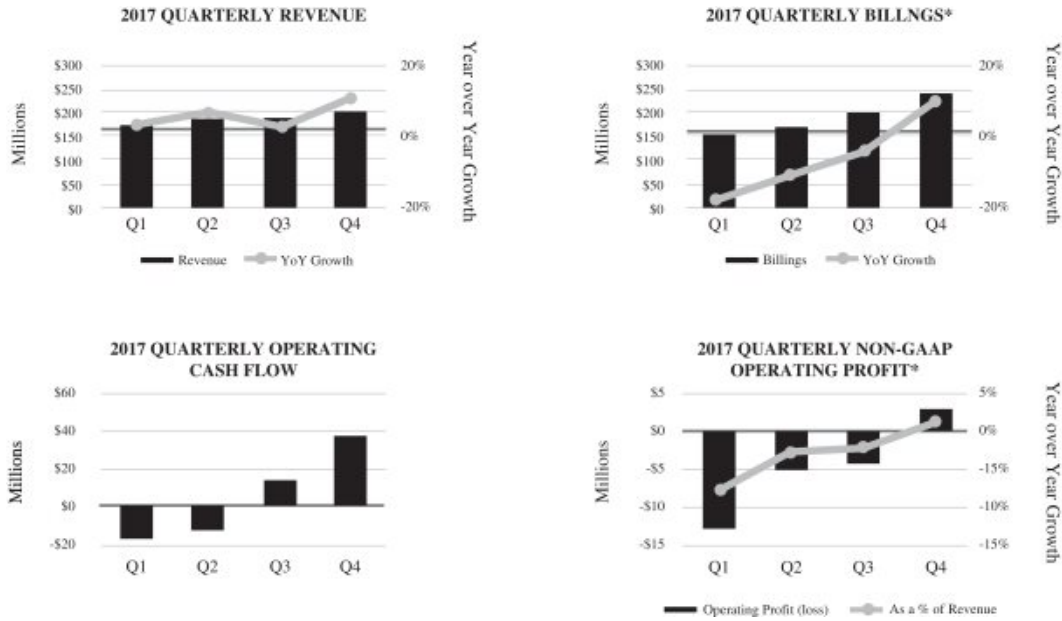 2017 QUARTERLY REVENUE
Millions
$300
$250
$200
$150
$100
$50
$0
20%
0%
-20%
Year over Year Growth
Q1 Q2 Q3 Q4
Revenue YoY Growth
2017 QUARTERLY BILLNGS*
Millions
$300
$250
$200
$150
$100
$50
$0
20%
0%
-20%
Year over Year Growth
Q1 Q2 Q3 Q4
Billings YoY Growth
2017 QUARTERLY OPERATING
CASH FLOW
Millions
$60
$40
$20
$0
-$20
Q1 Q2 Q3 Q4
2017 QUARTERLY NON-GAAP
OPERATING PROFIT*
Millions
$5
$0
-$5
-$10
-$15
5%
0%
-15%
-10%
-15%
Year over Year Growth
Q1 Q2 Q3 Q4
Operating Profit (loss) As a % of Revenue